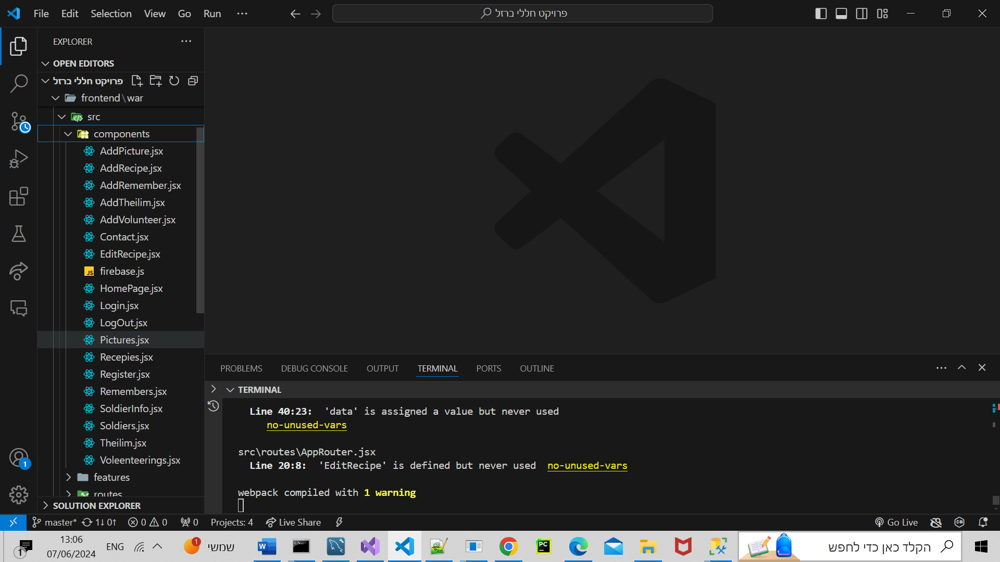 File Edit Selection View Go Run ···
פרויקט חללי ברזל
EXPLORER
OPEN EDITORS
פרויקט חללי ברזל
frontend\war
src
components
AddPicture.jsx
AddRecipe.jsx
AddRemember.jsx
AddTheilim.jsx
AddVolunteer.jsx
Contact.jsx
EditRecipe.jsx
JS firebase.js
HomePage.jsx
Login.jsx
LogOut.jsx
Pictures.jsx
Recepies.jsx
Register.jsx
Remembers.jsx
SoldierInfo.jsx
Soldiers.jsx
Theilim.jsx
Voleenteerings.jsx
features
routes
SOLUTION EXPLORER
1
PROBLEMS DEBUG CONSOLE OUTPUT TERMINAL PORTS OUTLINE
TERMINAL
Line 40:23: 'data' is assigned a value but never used
no-unused-vars
src\routes\AppRouter.jsx
Line 20:8: 'EditRecipe' is defined but never used no-unused-vars
webpack compiled with 1 warning
master* 1↓ 0↑ 0 0 0 Projects: 4 Live Share Go Live
1
13:06
07/06/2024
ENG
1
שמשי
W
PC
הקלד כאן כדי לחפש